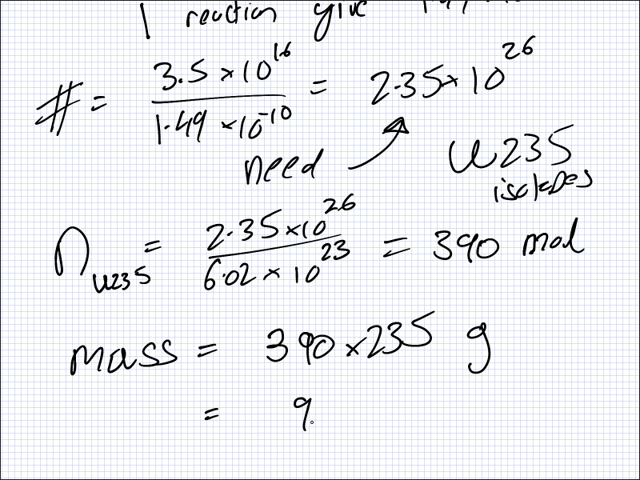 1 reaction give
# = 3.5 × 10^16 / 1.49 × 10^-10 = 2.35 × 10^26
need U235
isotopes
n U235 = 2.35 × 10^26 / 6.02 × 10^23 = 390 mol
mass = 390 × 235 g
= 9.